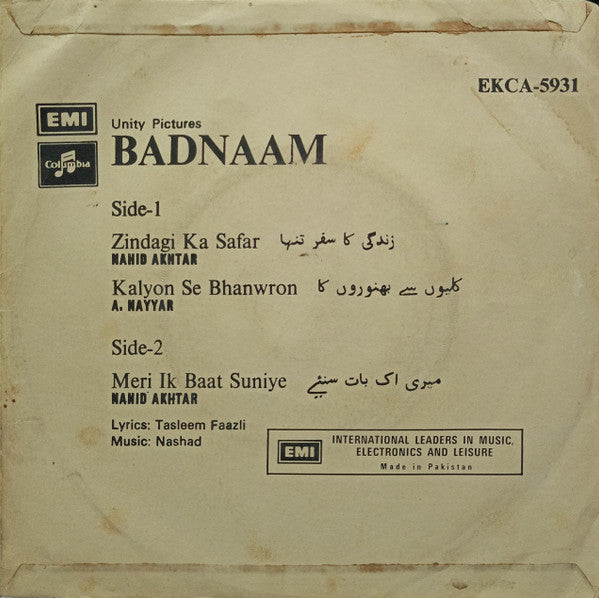 EKCA-5931
EMI
Columbia
Unity Pictures
BADNAAM
Side-1
Zindagi Ka Safar زندگی کا سفر تنہا
NAHID AKHTAR
Kalyon Se Bhanwron کلیوں سے بھنوروں کا
A. NAYYAR
Side-2
Meri Ik Baat Suniye میری اک بات سنئیے
NAHID AKHTAR
Lyrics: Tasleem Faazli
Music: Nashad
EMI
INTERNATIONAL LEADERS IN MUSIC,
ELECTRONICS AND LEISURE
Made in Pakistan